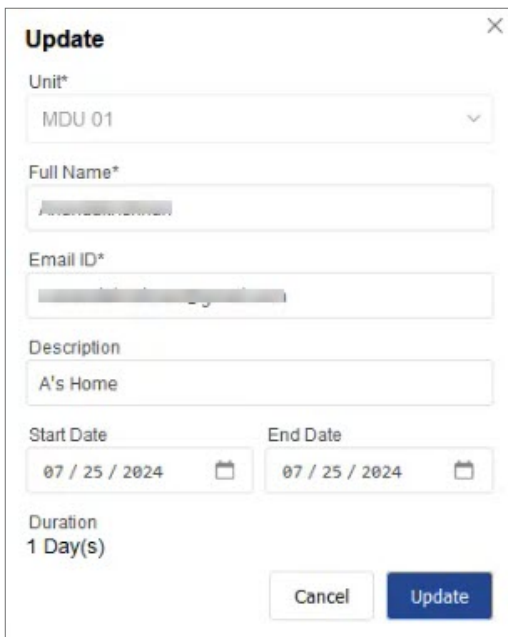 Update
Unit*
MDU 01
Full Name*
Email ID*
Description
A's Home
Start Date End Date
07 / 25 / 2024 07 / 25 / 2024
Duration
1 Day(s)
Cancel Update